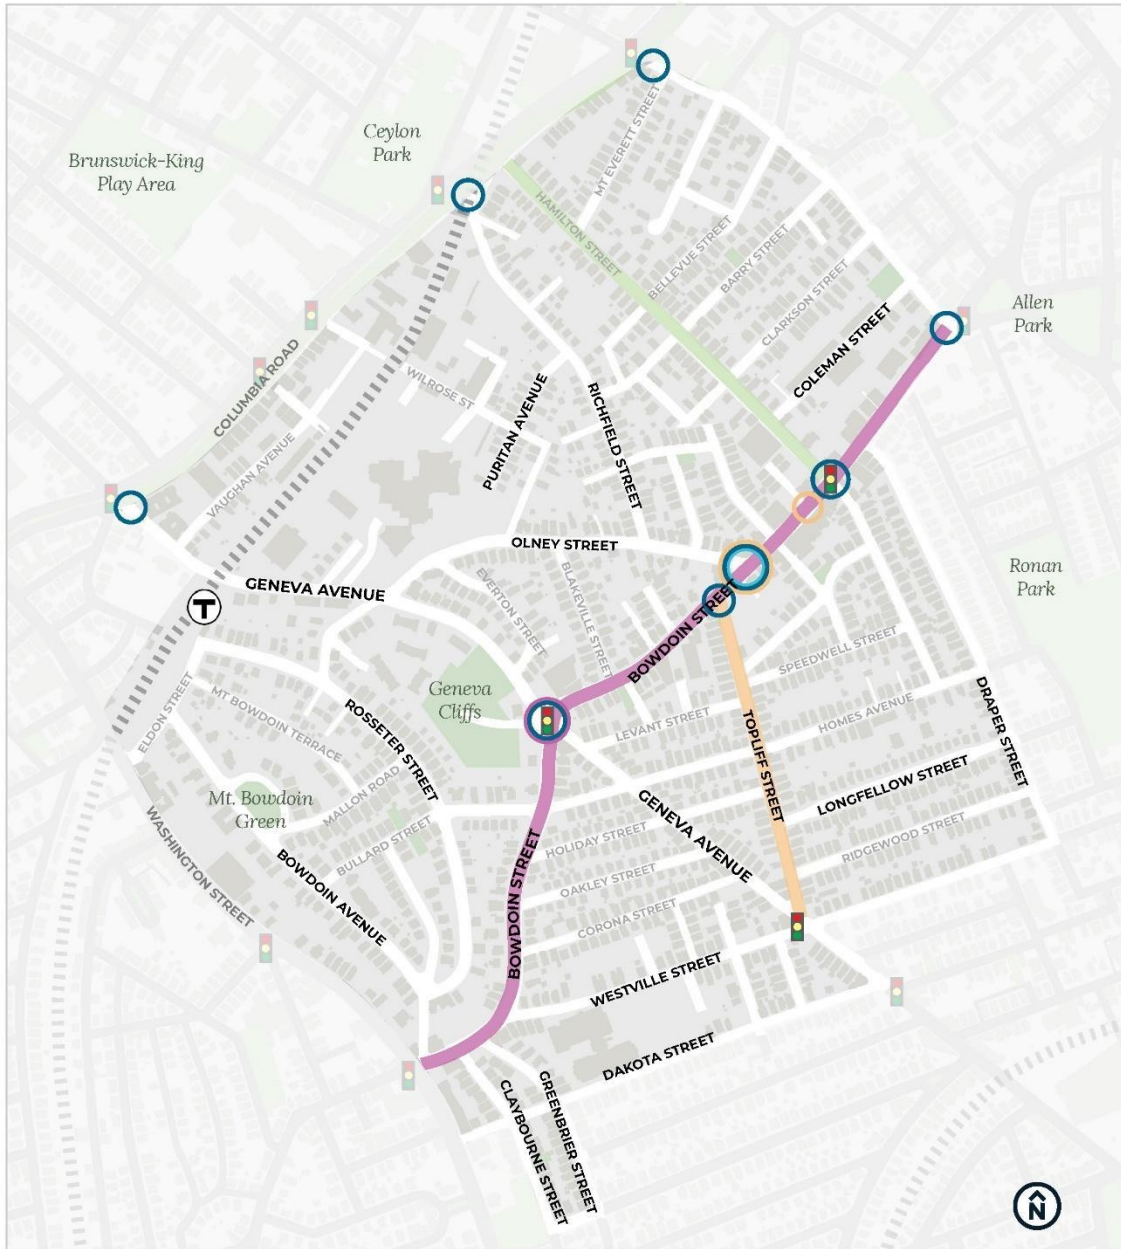 Ceylon
Park
Brunswick-King
Play Area
MT EVERETT STREET
HAMILTON STREET
BELLEVUE STREET
BARRY STREET
CLARKSON STREET
COLEMAN STREET
Allen
Park
COLUMBIA ROAD
WILROSE ST
VAUGHAN AVENUE
PURITAN AVENUE
RICHFIELD STREET
OLNEY STREET
GENEVA AVENUE
T
EVERTON STREET
BLAKEVILLE STREET
BOWDOIN STREET
Ronan
Park
SPEEDWELL STREET
HOMES AVENUE
DRAPER STREET
Geneva
Cliffs
LEVANT STREET
TOPLIFF STREET
ELDON STREET
MT BOWDOIN TERRACE
ROSSETER STREET
MALLON ROAD
Mt. Bowdoin
Green
BULLARD STREET
WASHINGTON STREET
BOWDOIN AVENUE
BOWDOIN STREET
GENEVA AVENUE
HOLIDAY STREET
OAKLEY STREET
CORONA STREET
LONGFELLOW STREET
RIDGEWOOD STREET
WESTVILLE STREET
DAKOTA STREET
GREENBRIER STREET
CLAYBOURNE STREET
N